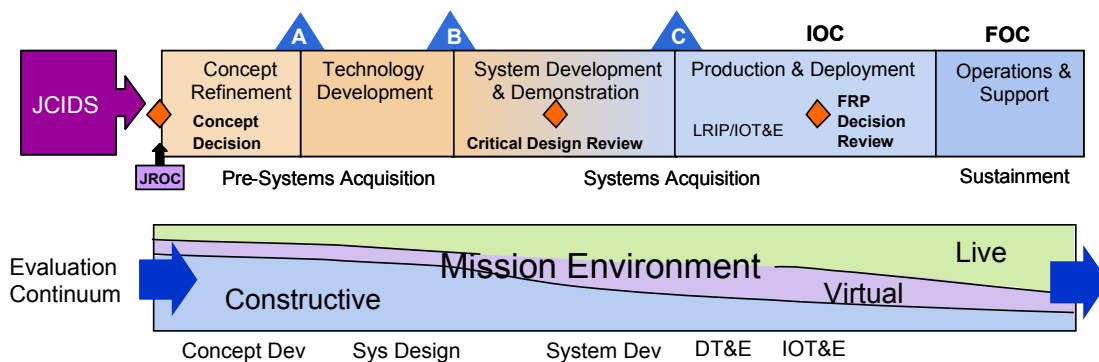 A
B
C
IOC
FOC
JCIDS
Concept
Refinement
Concept
Decision
Technology
Development
System Development
& Demonstration
Critical Design Review
Production & Deployment
LRIP/IOT&E
FRP
Decision
Review
Operations &
Support
JROC
Pre-Systems Acquisition
Systems Acquisition
Sustainment
Evaluation
Continuum
Mission Environment
Live
Constructive
Virtual
Concept Dev
Sys Design
System Dev
DT&E
IOT&E